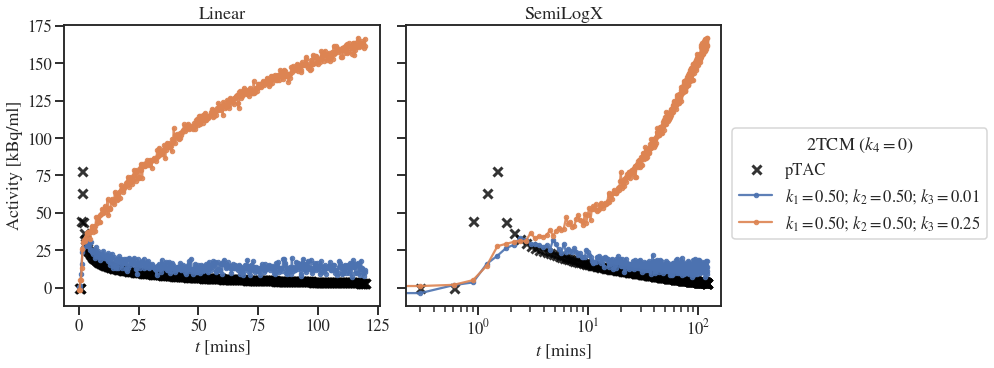 Linear
SemiLogX
Activity [kBq/ml]
175
150
125
100
75
50
25
0
0 25 50 75 100 125
t [mins]
10^0 10^1 10^2
t [mins]
2TCM (k_4 = 0)
pTAC
k_1 = 0.50; k_2 = 0.50; k_3 = 0.01
k_1 = 0.50; k_2 = 0.50; k_3 = 0.25